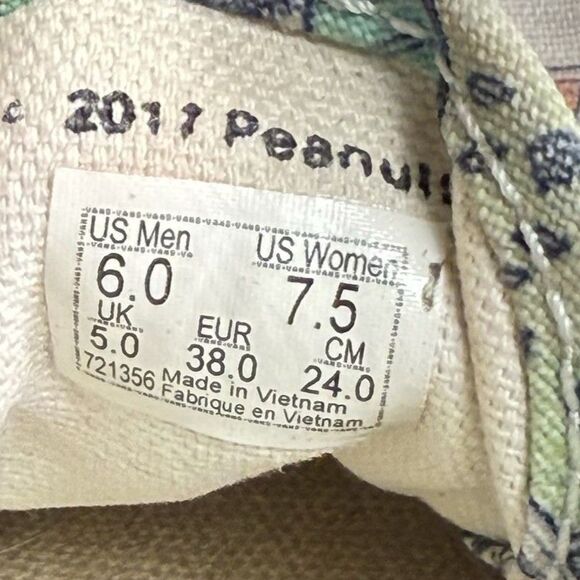 © 2017 Peanuts
US Men US Women
6.0 7.5
UK EUR CM
5.0 38.0 24.0
721356 Made in Vietnam
Fabrique en Vietnam